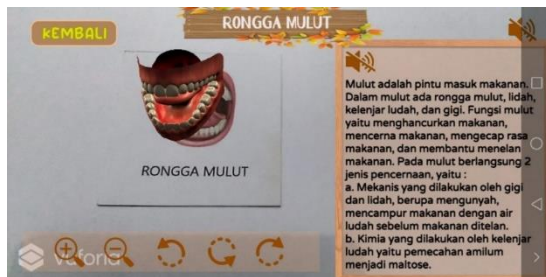 KEMBALI
RONGGA MULUT
RONGGA MULUT
Mulut adalah pintu masuk makanan.
Dalam mulut ada rongga mulut, lidah,
kelenjar ludah, dan gigi. Fungsi mulut
yaitu menghancurkan makanan,
mencerna makanan, mengecap rasa
makanan, dan membantu menelan
makanan. Pada mulut berlangsung 2
jenis pencernaan, yaitu :
a. Mekanis yang dilakukan oleh gigi
dan lidah, berupa mengunyah,
mencampur makanan dengan air
ludah sebelum makanan ditelan.
b. Kimia yang dilakukan oleh kelenjar
ludah yaitu pemecahan amilum
menjadi maltose.
vuforia